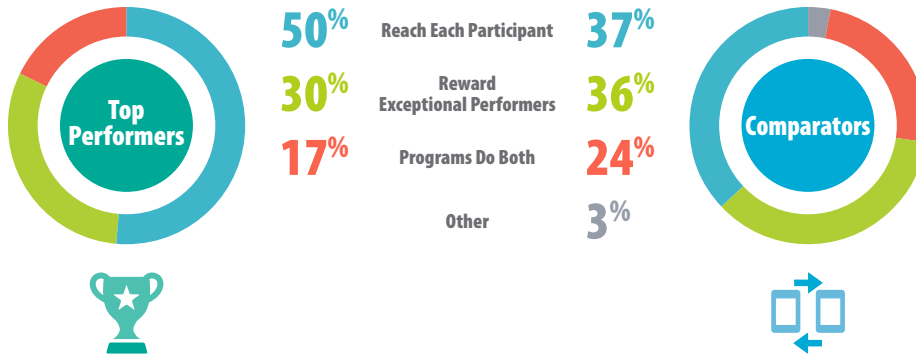 Top
Performers
50% Reach Each Participant 37%
30% Reward
Exceptional Performers 36%
17% Programs Do Both 24%
Other 3%
Comparators